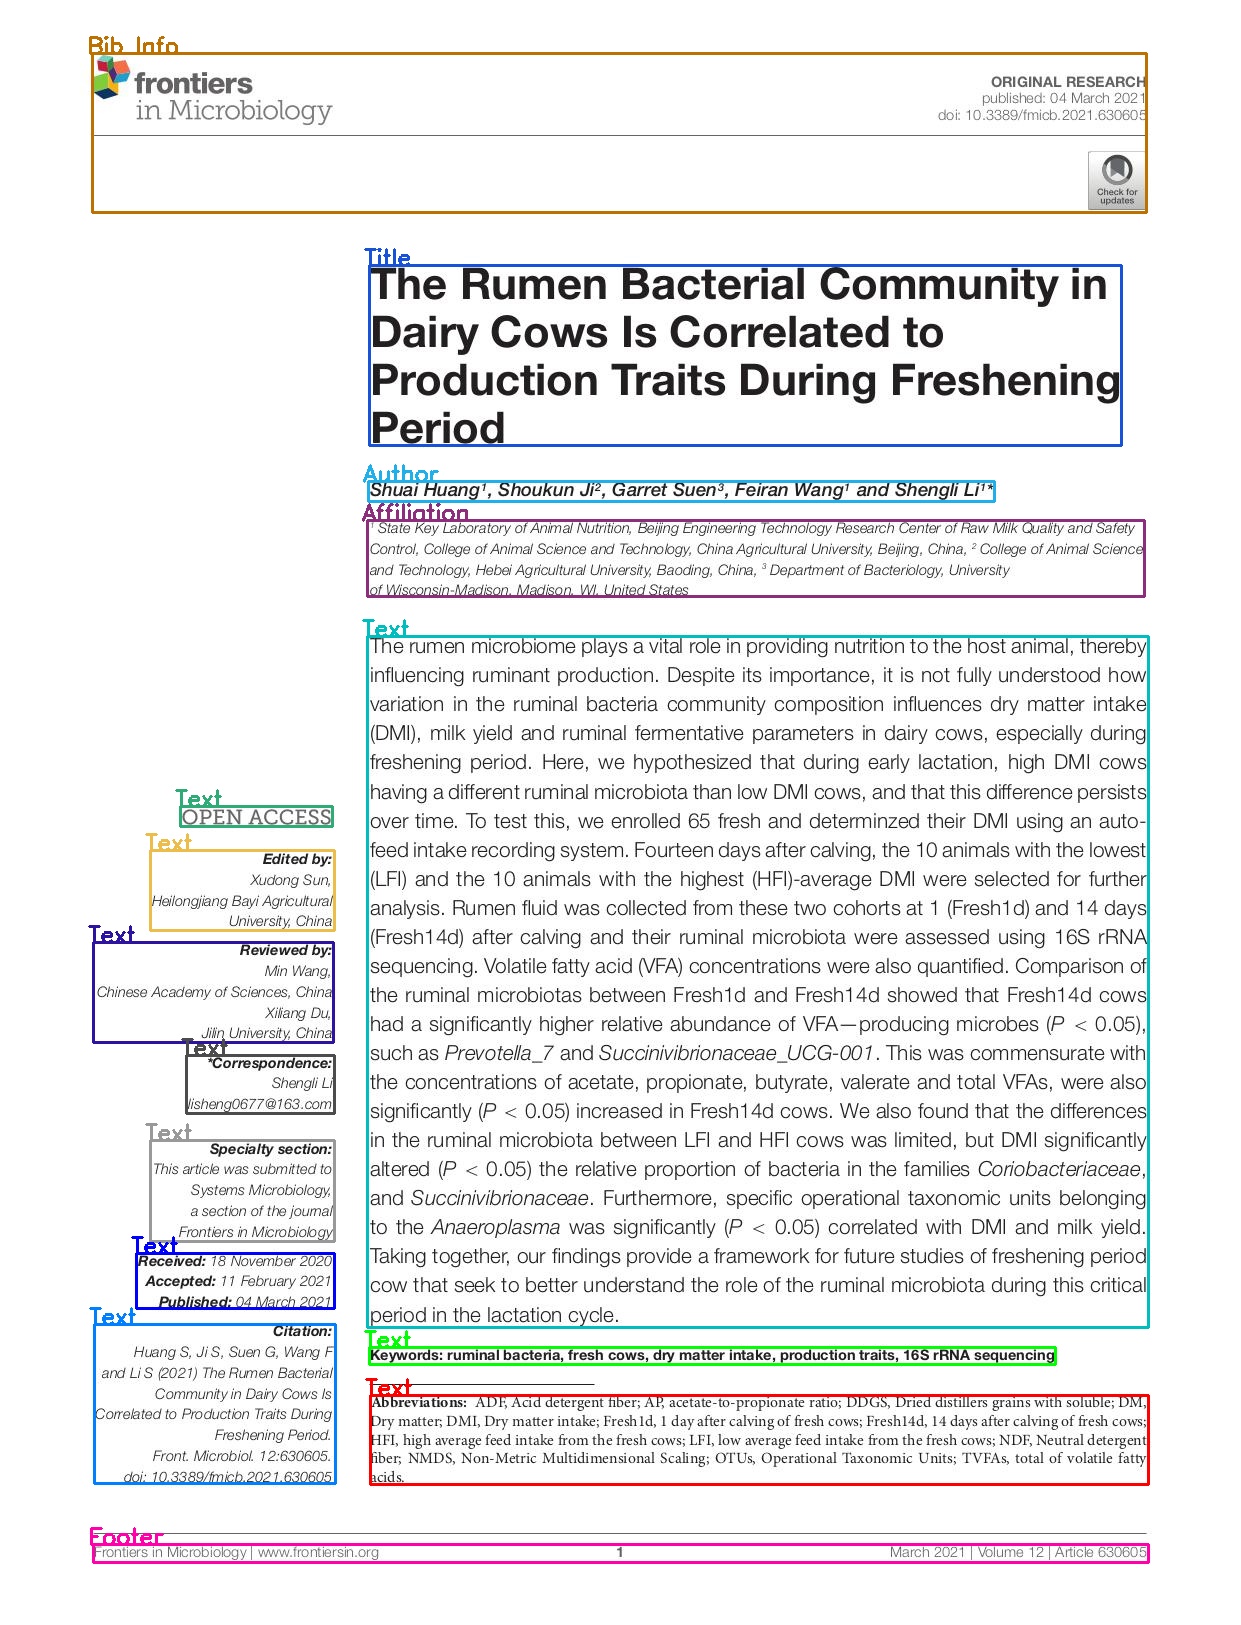 Bib Info
frontiers
in Microbiology
ORIGINAL RESEARCH
published: 04 March 2021
doi: 10.3389/fmicb.2021.630605
Check for
updates
Title
The Rumen Bacterial Community in
Dairy Cows Is Correlated to
Production Traits During Freshening
Period
Author
Shuai Huang¹, Shoukun Ji², Garret Suen³, Feiran Wang¹ and Shengli Li¹*
Affiliation
¹ State Key Laboratory of Animal Nutrition, Beijing Engineering Technology Research Center of Raw Milk Quality and Safety
Control, College of Animal Science and Technology, China Agricultural University, Beijing, China, ² College of Animal Science
and Technology, Hebei Agricultural University, Baoding, China, ³ Department of Bacteriology, University
of Wisconsin-Madison, Madison, WI, United States
Text
OPEN ACCESS
Text
Edited by:
Xudong Sun,
Heilongjiang Bayi Agricultural
University, China
Text
Reviewed by:
Min Wang,
Chinese Academy of Sciences, China
Xiliang Du,
Jilin University, China
Text
*Correspondence:
Shengli Li
lisheng0677@163.com
Text
Specialty section:
This article was submitted to
Systems Microbiology,
a section of the journal
Frontiers in Microbiology
Text
Received: 18 November 2020
Accepted: 11 February 2021
Published: 04 March 2021
Text
Citation:
Huang S, Ji S, Suen G, Wang F
and Li S (2021) The Rumen Bacterial
Community in Dairy Cows Is
Correlated to Production Traits During
Freshening Period.
Front. Microbiol. 12:630605.
doi: 10.3389/fmicb.2021.630605
Text
The rumen microbiome plays a vital role in providing nutrition to the host animal, thereby
influencing ruminant production. Despite its importance, it is not fully understood how
variation in the ruminal bacteria community composition influences dry matter intake
(DMI), milk yield and ruminal fermentative parameters in dairy cows, especially during
freshening period. Here, we hypothesized that during early lactation, high DMI cows
having a different ruminal microbiota than low DMI cows, and that this difference persists
over time. To test this, we enrolled 65 fresh and determinzed their DMI using an auto-
feed intake recording system. Fourteen days after calving, the 10 animals with the lowest
(LFI) and the 10 animals with the highest (HFI)-average DMI were selected for further
analysis. Rumen fluid was collected from these two cohorts at 1 (Fresh1d) and 14 days
(Fresh14d) after calving and their ruminal microbiota were assessed using 16S rRNA
sequencing. Volatile fatty acid (VFA) concentrations were also quantified. Comparison of
the ruminal microbiotas between Fresh1d and Fresh14d showed that Fresh14d cows
had a significantly higher relative abundance of VFA—producing microbes (P < 0.05),
such as Prevotella_7 and Succinivibrionaceae_UCG-001. This was commensurate with
the concentrations of acetate, propionate, butyrate, valerate and total VFAs, were also
significantly (P < 0.05) increased in Fresh14d cows. We also found that the differences
in the ruminal microbiota between LFI and HFI cows was limited, but DMI significantly
altered (P < 0.05) the relative proportion of bacteria in the families Coriobacteriaceae,
and Succinivibrionaceae. Furthermore, specific operational taxonomic units belonging
to the Anaeroplasma was significantly (P < 0.05) correlated with DMI and milk yield.
Taking together, our findings provide a framework for future studies of freshening period
cow that seek to better understand the role of the ruminal microbiota during this critical
period in the lactation cycle.
Text
Keywords: ruminal bacteria, fresh cows, dry matter intake, production traits, 16S rRNA sequencing
Text
Abbreviations: ADF, Acid detergent fiber; AP, acetate-to-propionate ratio; DDGS, Dried distillers grains with soluble; DM,
Dry matter; DMI, Dry matter intake; Fresh1d, 1 day after calving of fresh cows; Fresh14d, 14 days after calving of fresh cows;
HFI, high average feed intake from the fresh cows; LFI, low average feed intake from the fresh cows; NDF, Neutral detergent
fiber; NMDS, Non-Metric Multidimensional Scaling; OTUs, Operational Taxonomic Units; TVFAs, total of volatile fatty
acids.
Footer
Frontiers in Microbiology | www.frontiersin.org
1
March 2021 | Volume 12 | Article 630605